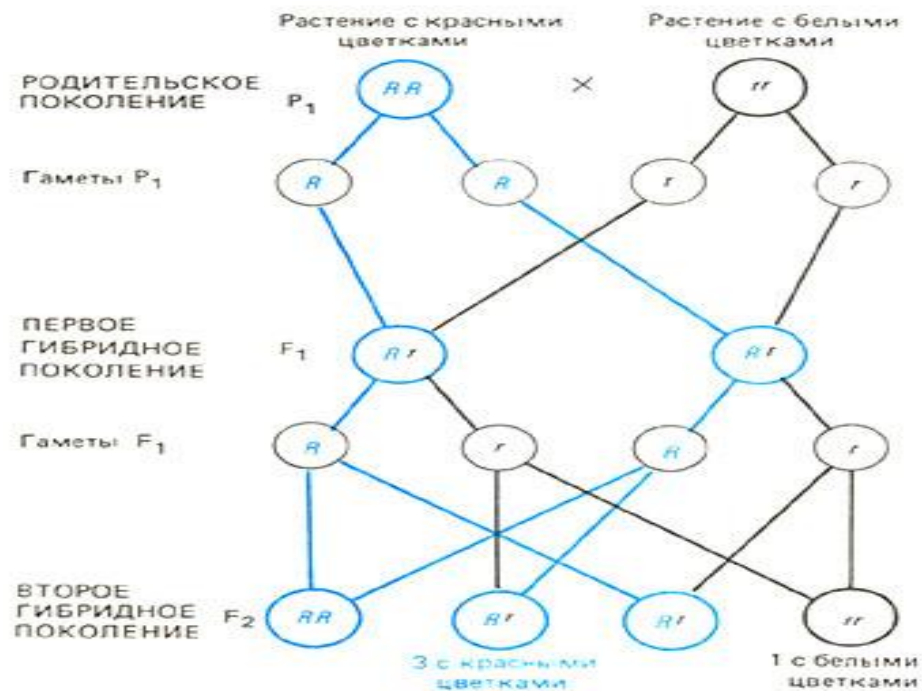 Растение с красными
цветками
Растение с белыми
цветками
РОДИТЕЛЬСКОЕ
ПОКОЛЕНИЕ P1
RR × rr
Гаметы P1
R R r r
ПЕРВОЕ
ГИБРИДНОЕ
ПОКОЛЕНИЕ
F1
Rr Rr
Гаметы F1
R r R r
ВТОРОЕ
ГИБРИДНОЕ
ПОКОЛЕНИЕ
F2
RR Rr Rr rr
3 с красными
цветками
1 с белыми
цветками